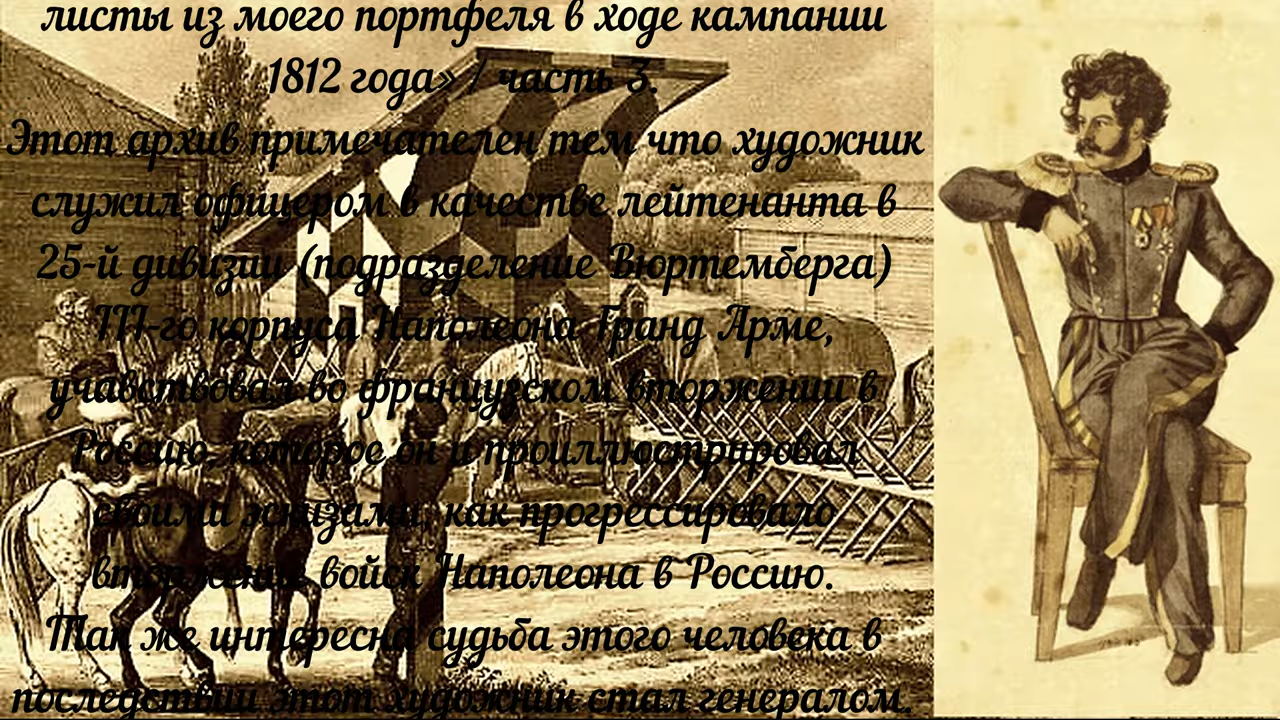 листы из моего портфеля в ходе кампании
1812 года» / часть 3.
Этот архив примечателен тем что художник
служил офицером в качестве лейтенанта в
25-й дивизии (подразделение Вюртемберга)
III-го корпуса Наполеона Гранд Арме,
учавствовал во французском вторжении в
Россию, которое он и проиллюстрировал
своими эскизами, как прогрессировало
вторжение войск Наполеона в Россию.
Так же интересна судьба этого человека в
последствии этот художник стал генералом.